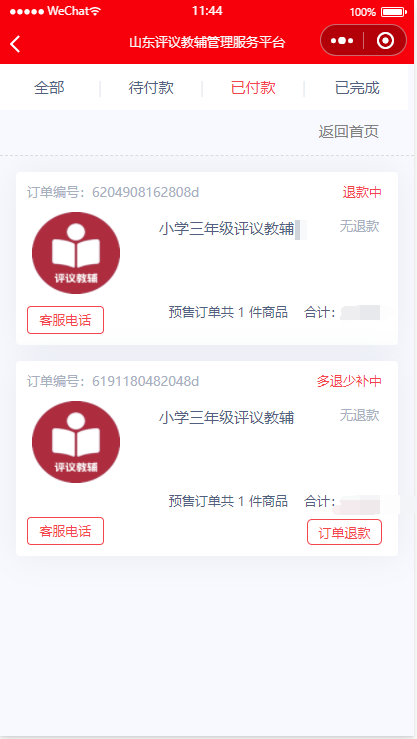 WeChat 11:44 100%
山东评议教辅管理服务平台
全部 待付款 已付款 已完成
返回首页
订单编号：6204908162808d 退款中
小学三年级评议教辅 无退款
评议教辅
预售订单共 1 件商品 合计：
客服电话
订单编号：6191180482048d 多退少补中
小学三年级评议教辅 无退款
评议教辅
预售订单共 1 件商品 合计：
客服电话 订单退款